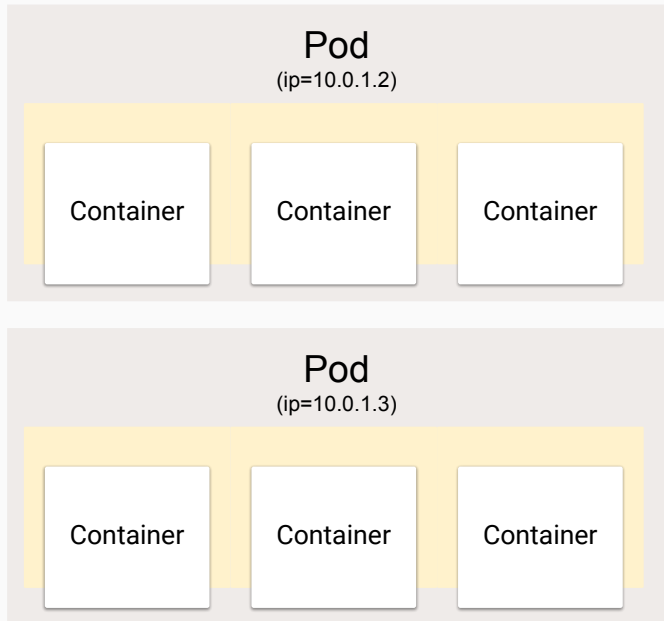 Pod
(ip=10.0.1.2)
Container Container Container
Pod
(ip=10.0.1.3)
Container Container Container